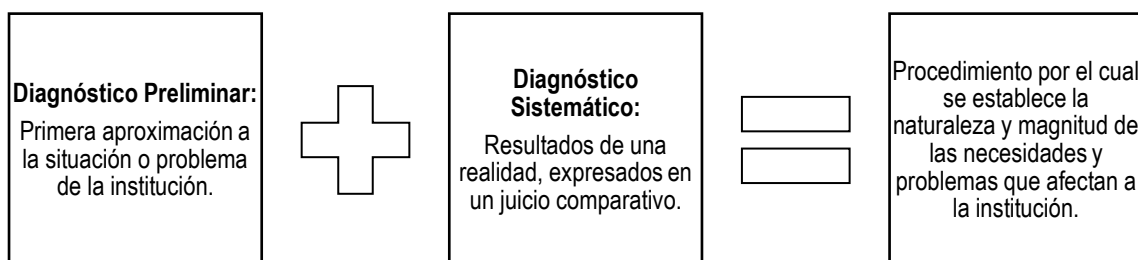 Diagnóstico Preliminar:
Primera aproximación a
la situación o problema
de la institución.
Diagnóstico
Sistemático:
Resultados de una
realidad, expresados en
un juicio comparativo.
Procedimiento por el cual
se establece la
naturaleza y magnitud de
las necesidades y
problemas que afectan a
la institución.